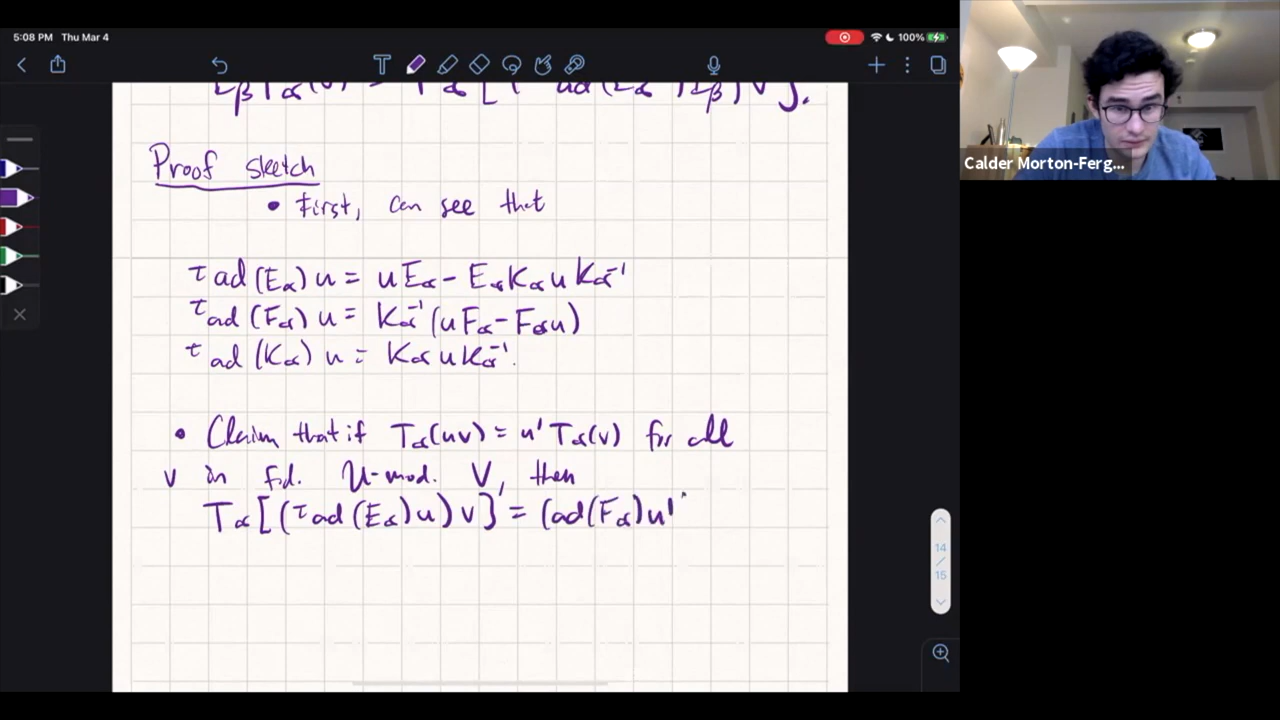 5:08 PM Thu Mar 4
100%
Proof sketch
• First, can see that
τad(Eα)u = uEα - EαKαuKα⁻¹
τad(Fα)u = Kα⁻¹(uFα - Fαu)
τad(Kα)u = KαuKα⁻¹.
• Claim that if Tα(uv) = u'Tα(v) for all
v in f.d. U-mod. V, then
Tα[(τad(Eα)u)v] = (ad(Fα)u'
14
/
15
Calder Morton-Ferg...